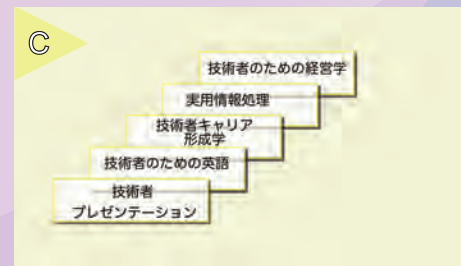 C
技術者のための経営学
実用情報処理
技術者キャリア
形成学
技術者のための英語
技術者
プレゼンテーション